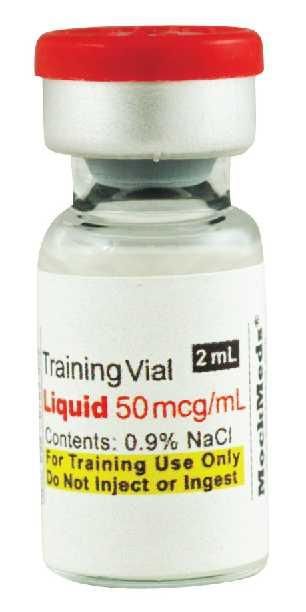 2 mL
Training Vial
Liquid 50 mcg/mL
Contents: 0.9% NaCl
For Training Use Only
Do Not Inject or Ingest
MockMeds®